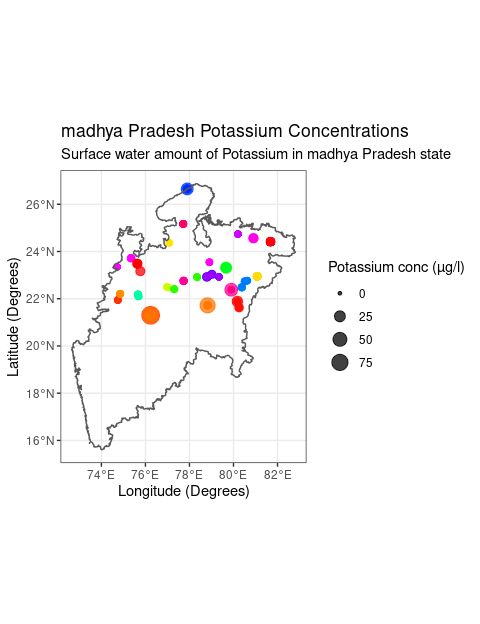 madhya Pradesh Potassium Concentrations
Surface water amount of Potassium in madhya Pradesh state
26°N
24°N
22°N
20°N
18°N
16°N
Latitude (Degrees)
74°E 76°E 78°E 80°E 82°E
Longitude (Degrees)
Potassium conc (µg/l)
0
25
50
75